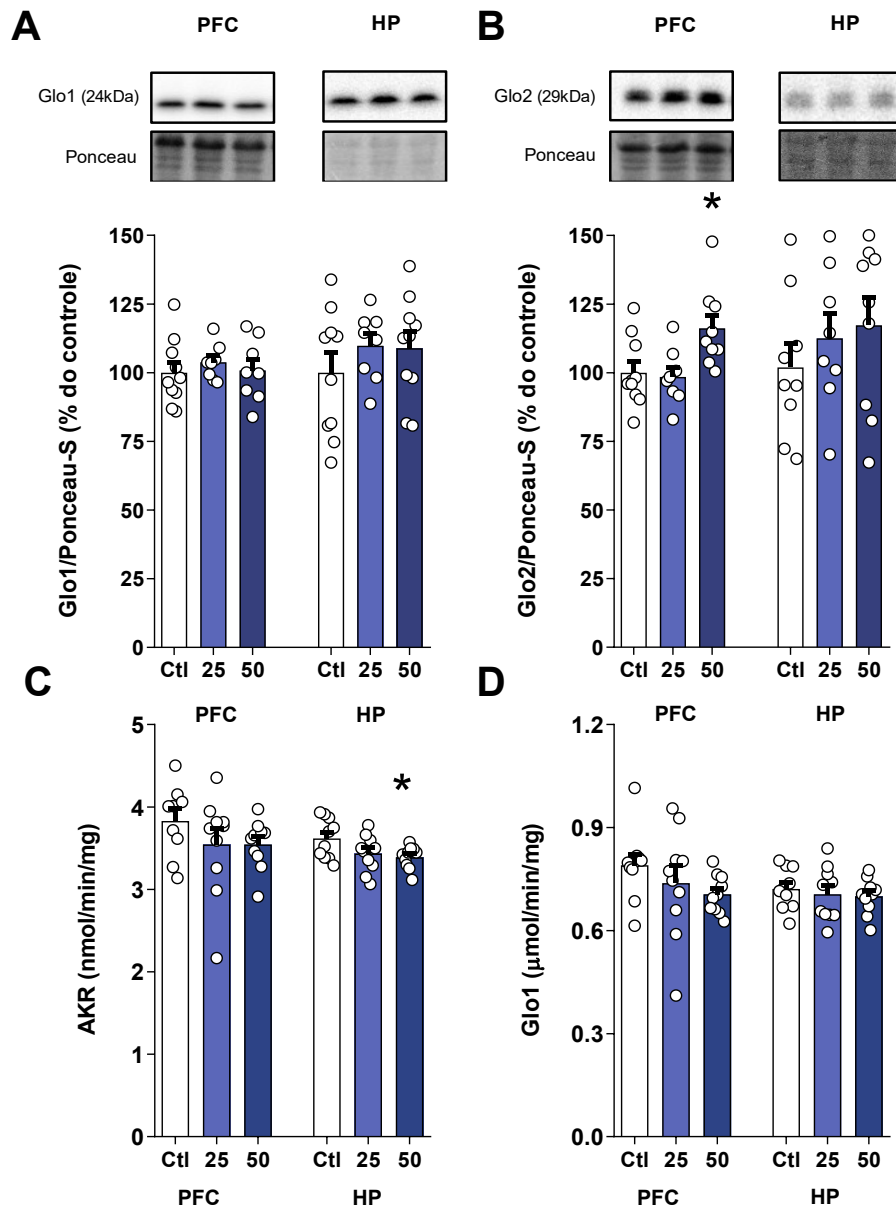 A
PFC
HP
Glo1 (24kDa)
Ponceau
Glo1/Ponceau-S (% do controle)
150
125
100
75
50
25
0
Ctl 25 50
Ctl 25 50
PFC
HP
B
PFC
HP
Glo2 (29kDa)
Ponceau
*
Glo2/Ponceau-S (% do controle)
150
125
100
75
50
25
0
Ctl 25 50
Ctl 25 50
PFC
HP
C
*
AKR (nmol/min/mg)
5
4
3
2
1
0
Ctl 25 50
Ctl 25 50
PFC
HP
D
Glo1 (μmol/min/mg)
1.2
0.9
0.6
0.3
0.0
Ctl 25 50
Ctl 25 50
PFC
HP